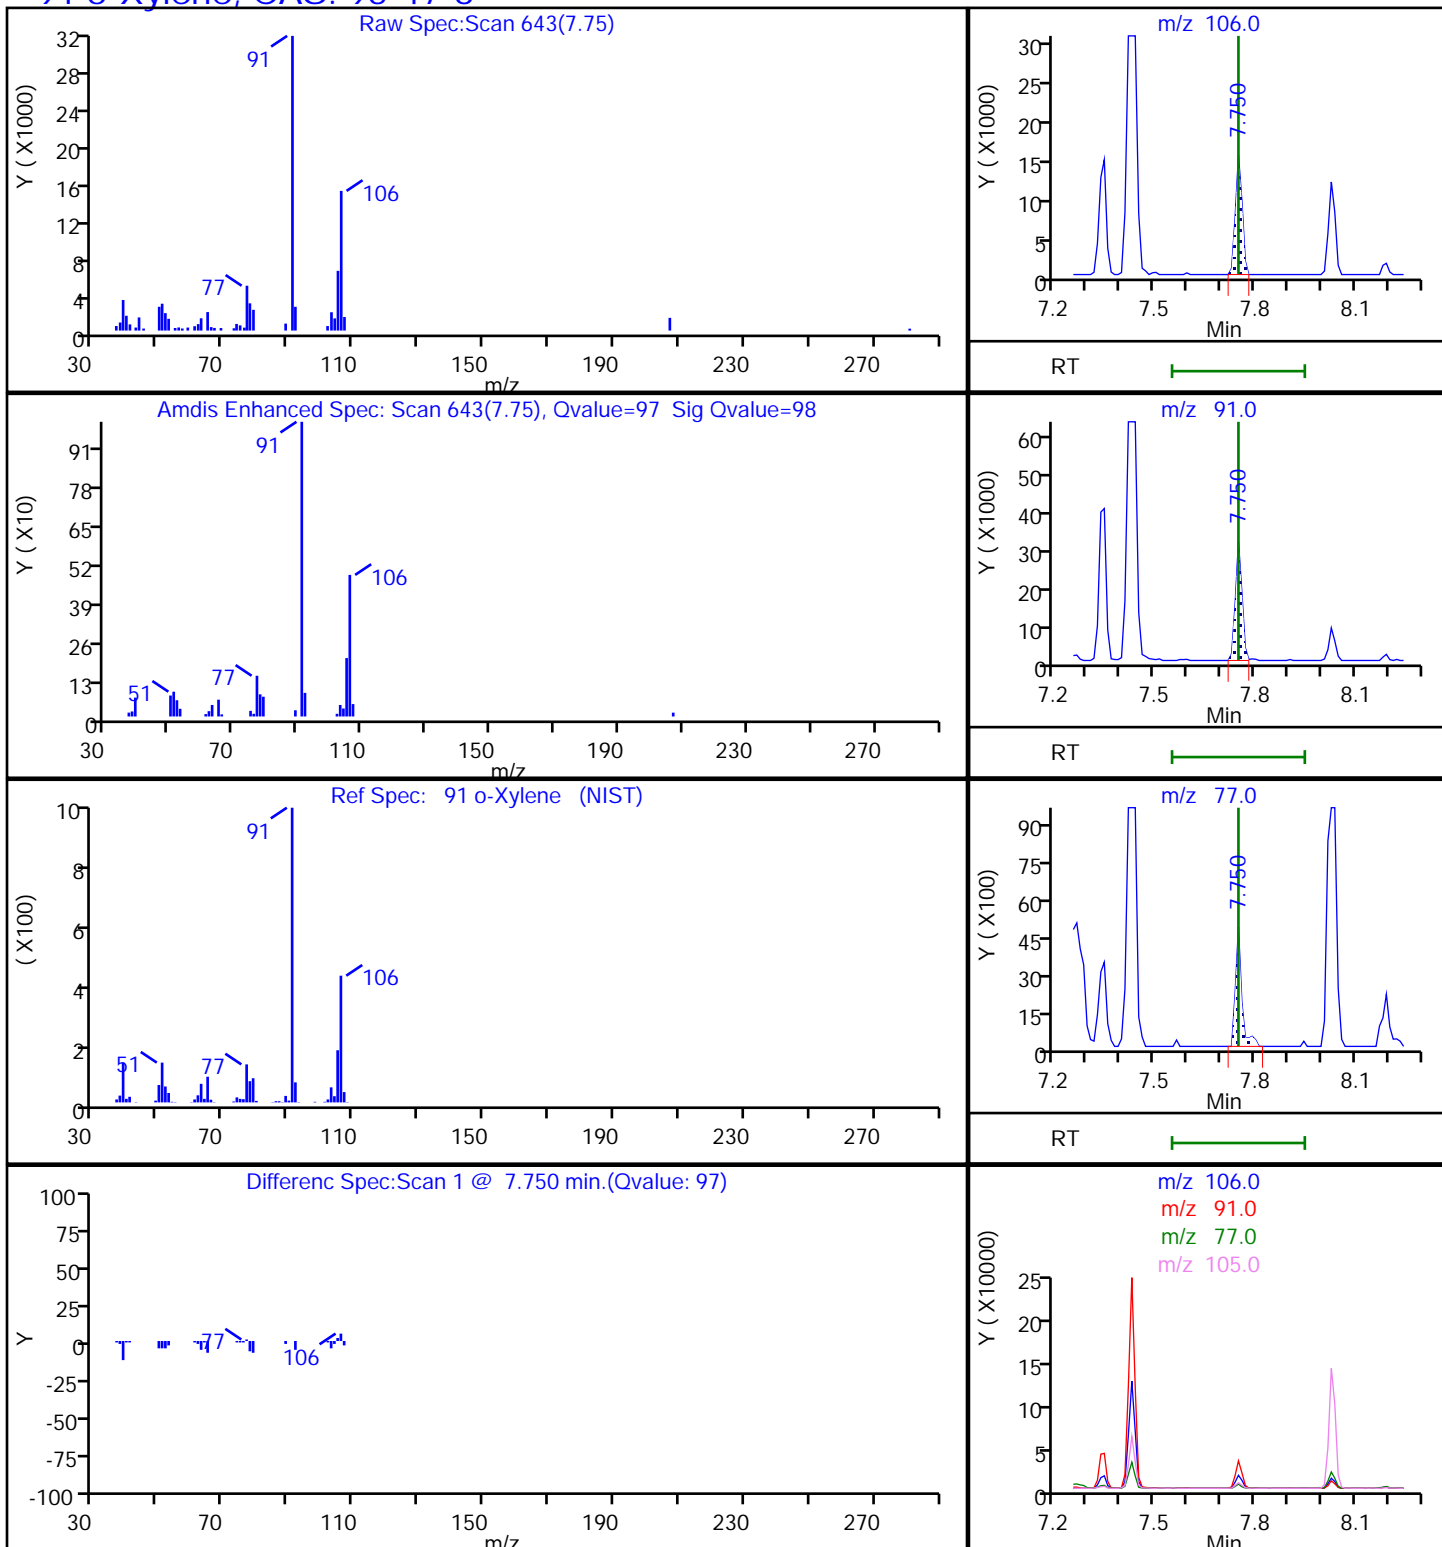 91 o-Xylene, CAS: 95-47-6
Raw Spec:Scan 643(7.75)
Y ( X1000)
32
28
24
20
16
12
8
4
0
91
77
106
30 70 110 150 190 230 270
m/z
m/z 106.0
Y ( X1000)
30
25
20
15
10
5
0
7.750
7.2 7.5 7.8 8.1
Min
RT
Amdis Enhanced Spec: Scan 643(7.75), Qvalue=97 Sig Qvalue=98
Y ( X10)
91
78
65
52
39
26
13
0
91
51
77
106
30 70 110 150 190 230 270
m/z
m/z 91.0
Y ( X1000)
60
50
40
30
20
10
0
7.750
7.2 7.5 7.8 8.1
Min
RT
Ref Spec: 91 o-Xylene (NIST)
( X100)
10
8
6
4
2
0
91
51
77
106
30 70 110 150 190 230 270
m/z 77.0
Y ( X100)
90
75
60
45
30
15
0
7.750
7.2 7.5 7.8 8.1
Min
RT
Differenc Spec:Scan 1 @ 7.750 min.(Qvalue: 97)
Y
100
75
50
25
0
-25
-50
-75
-100
77
106
30 70 110 150 190 230 270
m/z
m/z 106.0
m/z 91.0
m/z 77.0
m/z 105.0
Y ( X10000)
25
20
15
10
5
0
7.2 7.5 7.8 8.1
Min